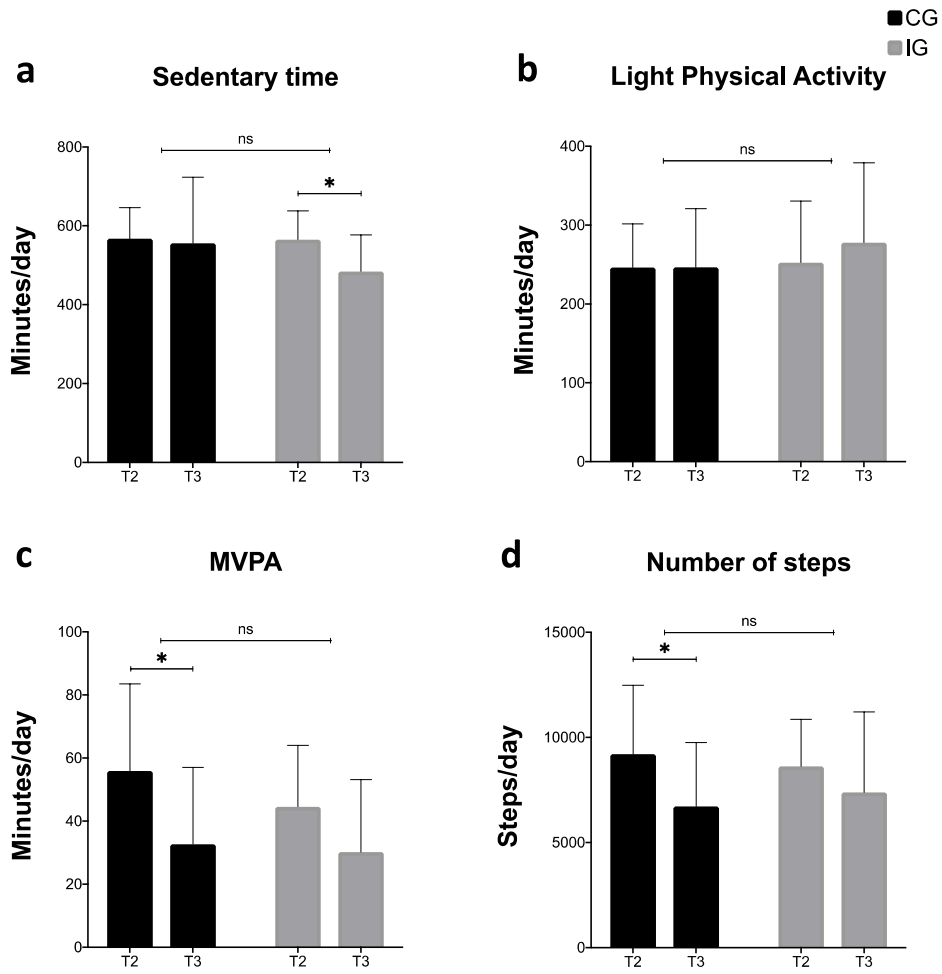 CG
IG
a
Sedentary time
Minutes/day
800
600
400
200
0
ns
*
T2
T3
T2
T3
b
Light Physical Activity
Minutes/day
400
300
200
100
0
ns
T2
T3
T2
T3
c
MVPA
Minutes/day
100
80
60
40
20
0
ns
*
T2
T3
T2
T3
d
Number of steps
Steps/day
15000
10000
5000
0
ns
*
T2
T3
T2
T3